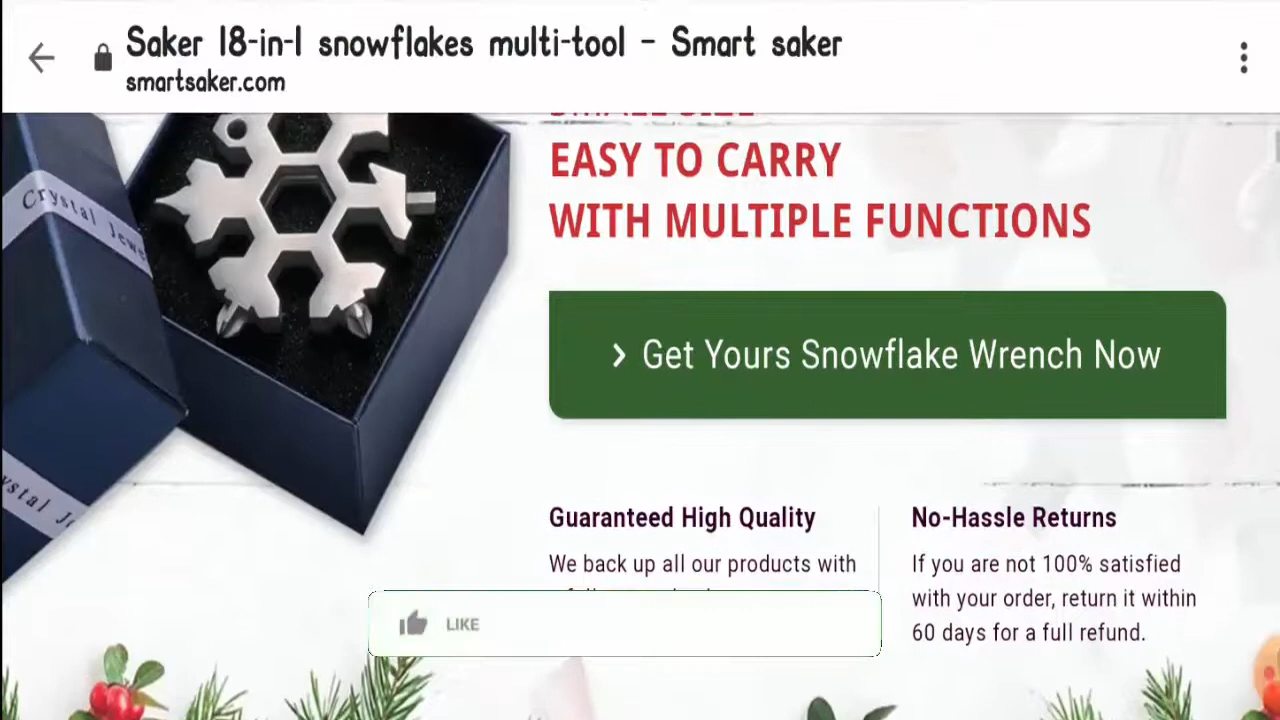 Saker 18-in-1 snowflakes multi-tool - Smart saker
smartsaker.com
EASY TO CARRY
WITH MULTIPLE FUNCTIONS
Crystal Jewe
> Get Yours Snowflake Wrench Now
Guaranteed High Quality
We back up all our products with
No-Hassle Returns
If you are not 100% satisfied
with your order, return it within
60 days for a full refund.
LIKE